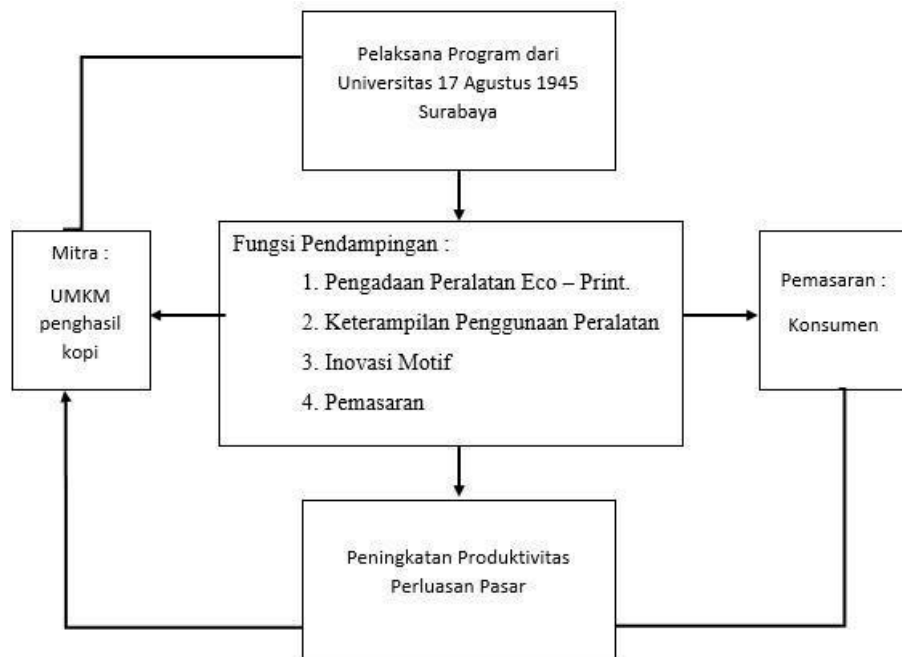 Pelaksana Program dari
Universitas 17 Agustus 1945
Surabaya
Mitra :
UMKM
penghasil
kopi
Fungsi Pendampingan :
1. Pengadaan Peralatan Eco – Print.
2. Keterampilan Penggunaan Peralatan
3. Inovasi Motif
4. Pemasaran
Pemasaran :
Konsumen
Peningkatan Produktivitas
Perluasan Pasar